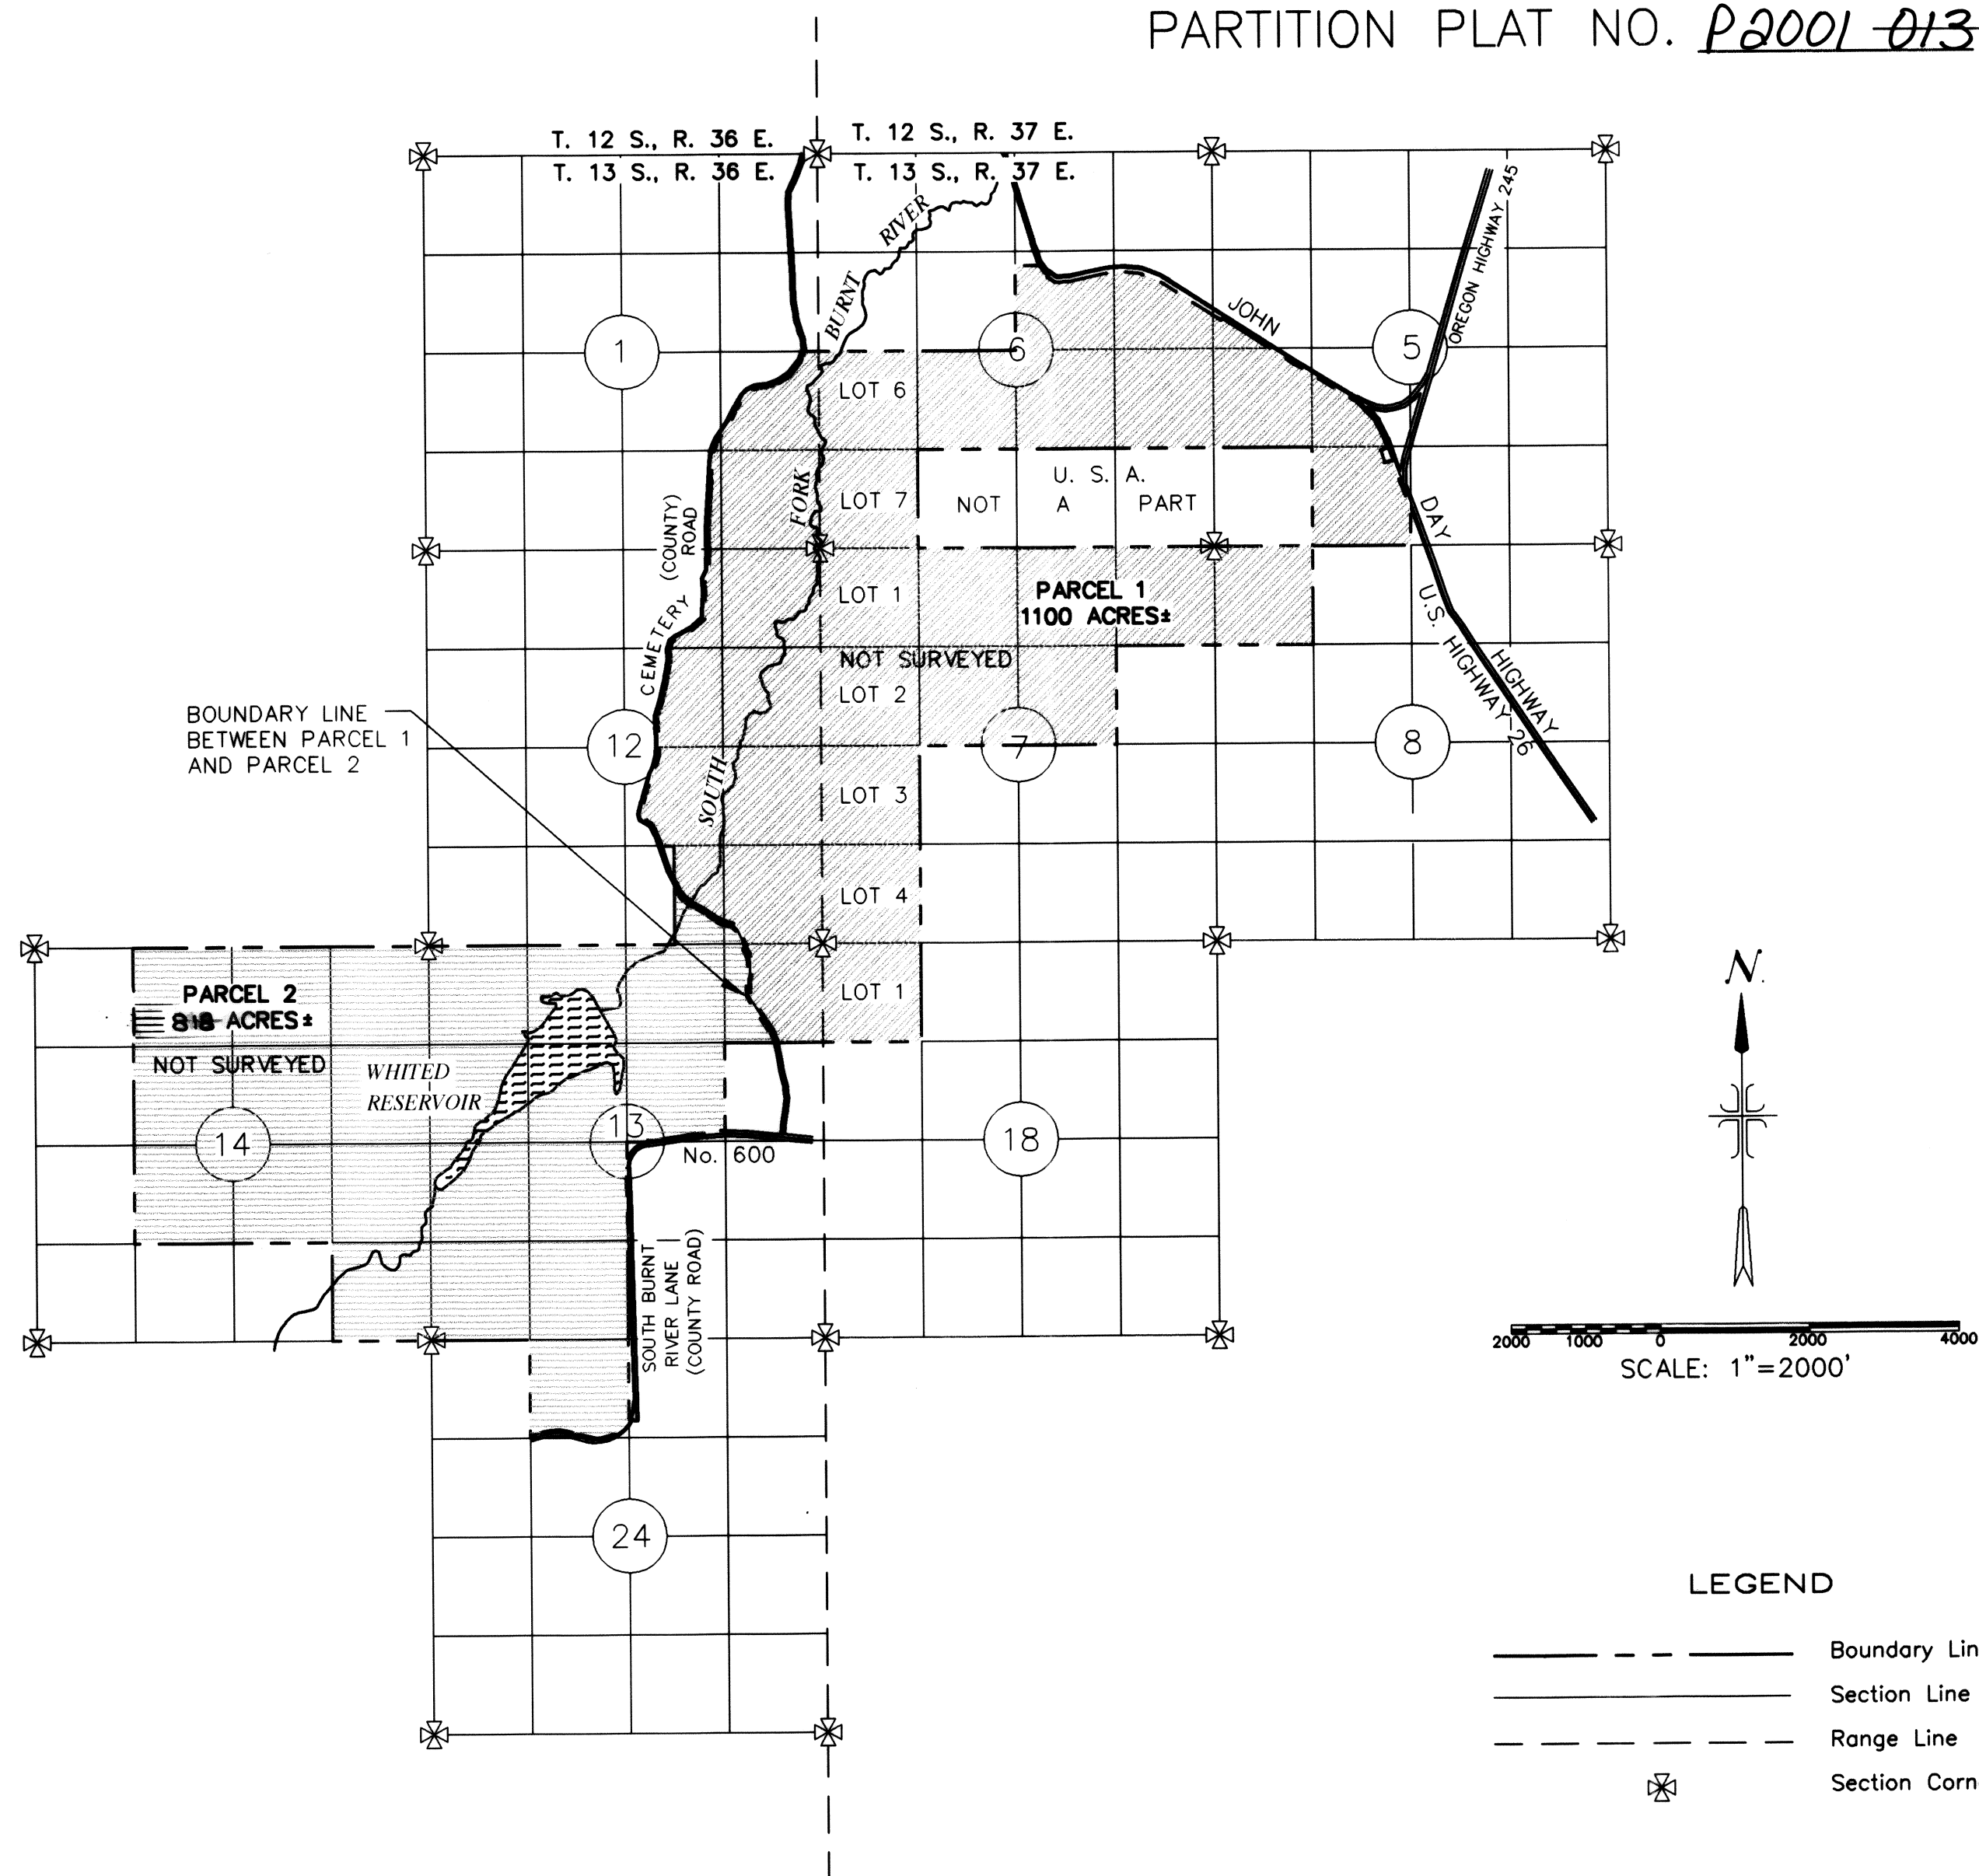 PARTITION PLAT NO. P2001-013
T. 12 S., R. 36 E.
T. 12 S., R. 37 E.
T. 13 S., R. 36 E.
T. 13 S., R. 37 E.
OREGON HIGHWAY 245
RIVER
BURNT
JOHN
1
6
5
LOT 6
U. S. A.
NOT A PART
LOT 7
FORK
CEMETERY (COUNTY)
ROAD
DAY
LOT 1
PARCEL 1
1100 ACRES±
U.S. HIGHWAY 26
HIGHWAY
NOT SURVEYED
LOT 2
BOUNDARY LINE
BETWEEN PARCEL 1
AND PARCEL 2
12
7
8
SOUTH
LOT 3
LOT 4
N
PARCEL 2
818 ACRES±
LOT 1
NOT SURVEYED
WHITED
RESERVOIR
14
13
18
No. 600
SOUTH BURNT
RIVER LANE
(COUNTY ROAD)
2000 1000 0 2000 4000
SCALE: 1"=2000'
24
LEGEND
Boundary Lin
Section Line
Range Line
Section Corn